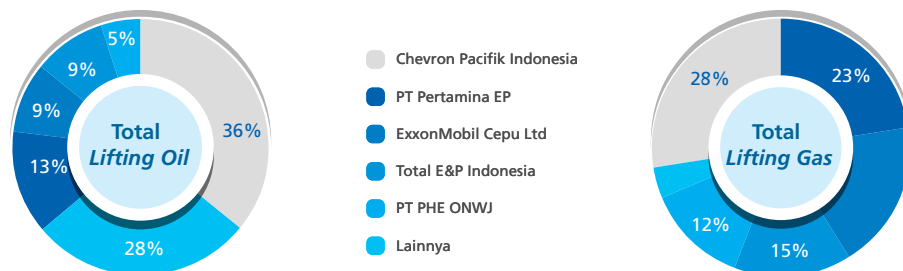 5%
9%
9%
13%
28%
36%
Total
Lifting Oil
Chevron Pacifik Indonesia
PT Pertamina EP
ExxonMobil Cepu Ltd
Total E&P Indonesia
PT PHE ONWJ
Lainnya
28%
23%
12%
15%
Total
Lifting Gas